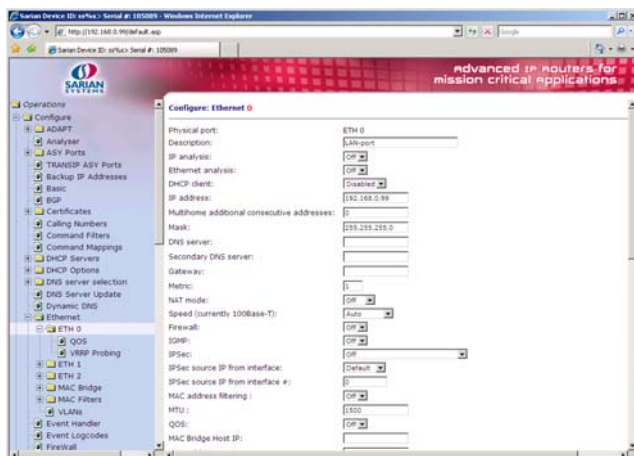 Sarian Device ID: ss%u> Serial #: 105089 - Windows Internet Explorer
http://192.168.0.99/default.asp
Google
Sarian Device ID: ss%u> Serial #: 105089
SARIAN
SYSTEMS
Advanced IP Routers for
mission critical applications
Operations
Configure
ADAPT
Analyser
ASY Ports
TRANSIP ASY Ports
Backup IP Addresses
Basic
BGP
Certificates
Calling Numbers
Command Filters
Command Mappings
DHCP Servers
DHCP Options
DNS server selection
DNS Server Update
Dynamic DNS
Ethernet
ETH 0
QOS
VRRP Probing
ETH 1
ETH 2
MAC Bridge
MAC Filters
VLANs
Event Handler
Event Logcodes
FireWall
Configure: Ethernet 0
Physical port: ETH 0
Description: LAN-port
IP analysis: Off
Ethernet analysis: Off
DHCP client: Disabled
IP address: 192.168.0.99
Multihome additional consecutive addresses: 0
Mask: 255.255.255.0
DNS server:
Secondary DNS server:
Gateway:
Metric: 1
NAT mode: Off
Speed (currently 100Base-T): Auto
Firewall: Off
IGMP: Off
IPSec: Off
IPSec source IP from interface: Default
IPSec source IP from interface #: 0
MAC address filtering : Off
MTU : 1500
QOS: Off
MAC Bridge Host IP: